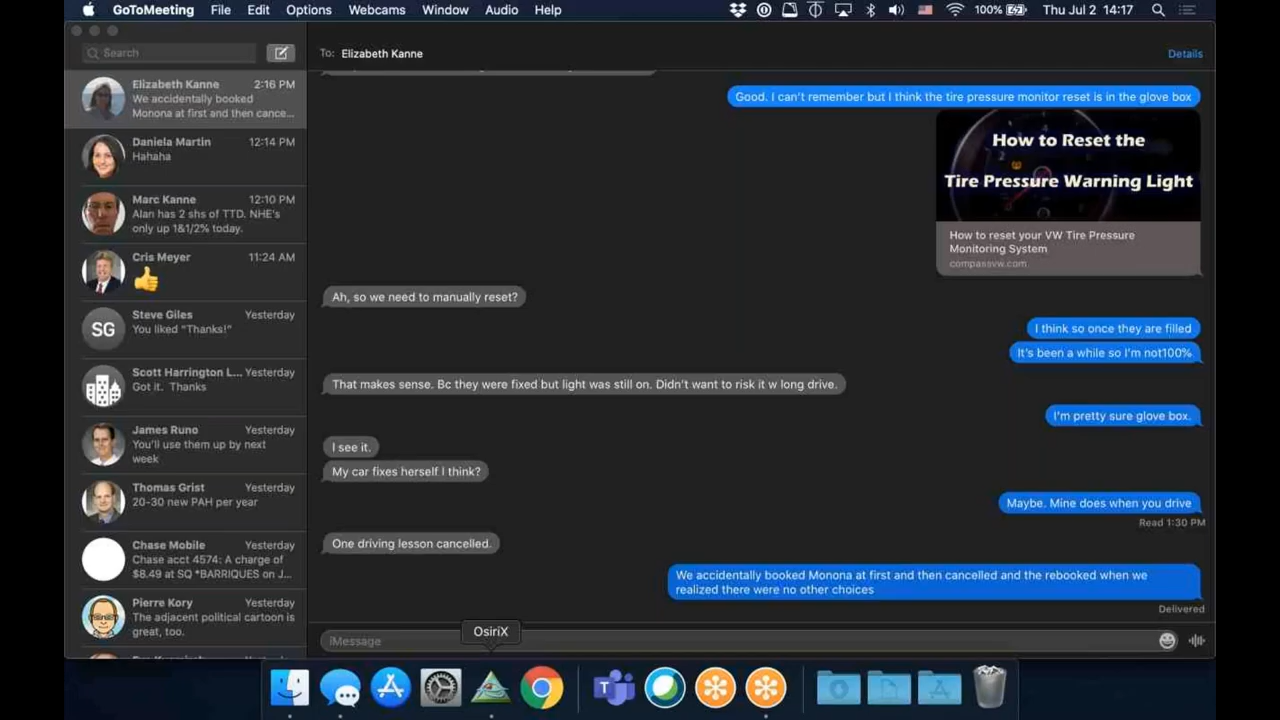 GoToMeeting File Edit Options Webcams Window Audio Help 100% Thu Jul 2 14:17
Search
To: Elizabeth Kanne
Details
Elizabeth Kanne 2:16 PM
We accidentally booked
Monona at first and then cance...
Daniela Martin 12:14 PM
Hahaha
Marc Kanne 12:10 PM
Alan has 2 shs of TTD. NHE's
only up 1&1/2% today.
Cris Meyer 11:24 AM
SG
Steve Giles Yesterday
You liked “Thanks!”
Scott Harrington L... Yesterday
Got it. Thanks
James Runo Yesterday
You'll use them up by next
week
Thomas Grist Yesterday
20-30 new PAH per year
Chase Mobile Yesterday
Chase acct 4574: A charge of
$8.49 at SQ *BARRIQUES on J...
Pierre Kory Yesterday
The adjacent political cartoon is
great, too.
Good. I can't remember but I think the tire pressure monitor reset is in the glove box
How to Reset the
Tire Pressure Warning Light
How to reset your VW Tire Pressure
Monitoring System
compassvw.com
Ah, so we need to manually reset?
I think so once they are filled
It's been a while so I'm not100%
That makes sense. Bc they were fixed but light was still on. Didn't want to risk it w long drive.
I'm pretty sure glove box.
I see it.
My car fixes herself I think?
Maybe. Mine does when you drive
Read 1:30 PM
One driving lesson cancelled.
We accidentally booked Monona at first and then cancelled and the rebooked when we
realized there were no other choices
Delivered
iMessage
OsiriX